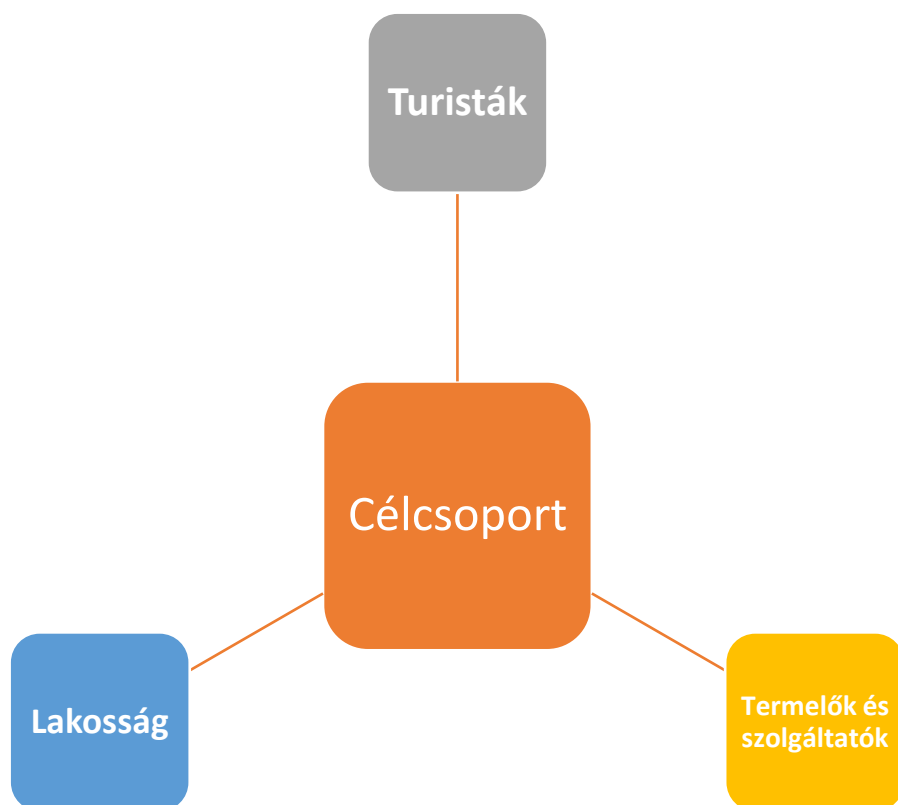 Turisták
Célcsoport
Lakosság
Termelők és
szolgáltatók